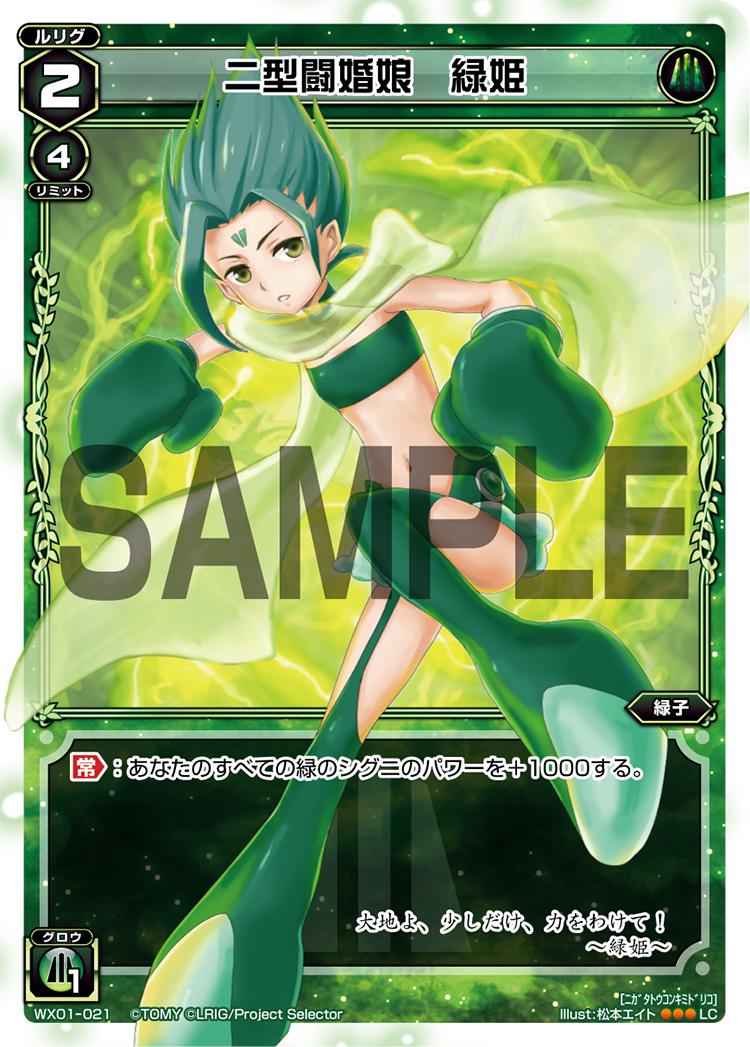 ルリグ
2
二型闘婚娘　緑姫
4
リミット
SAMPLE
緑子
常：あなたのすべての緑のシグニのパワーを＋1000する。
大地よ、少しだけ、力をわけて！
～緑姫～
グロウ
1
[ニガタトウコンキミドリコ]
WX01-021 ©TOMY ©LRIG/Project Selector
Illust:松本エイト LC